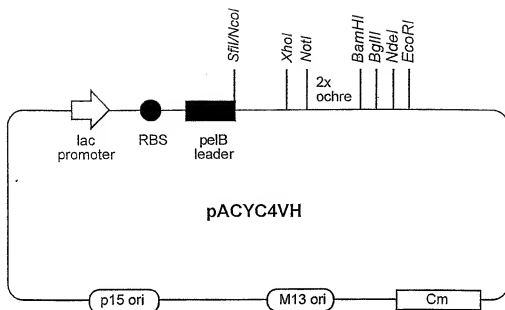 SfiI/NcoI
XhoI
NotI
2x
ochre
BamHI
BglII
NdeI
EcoRI
lac
promoter
RBS
pelB
leader
pACYC4VH
p15 ori
M13 ori
Cm